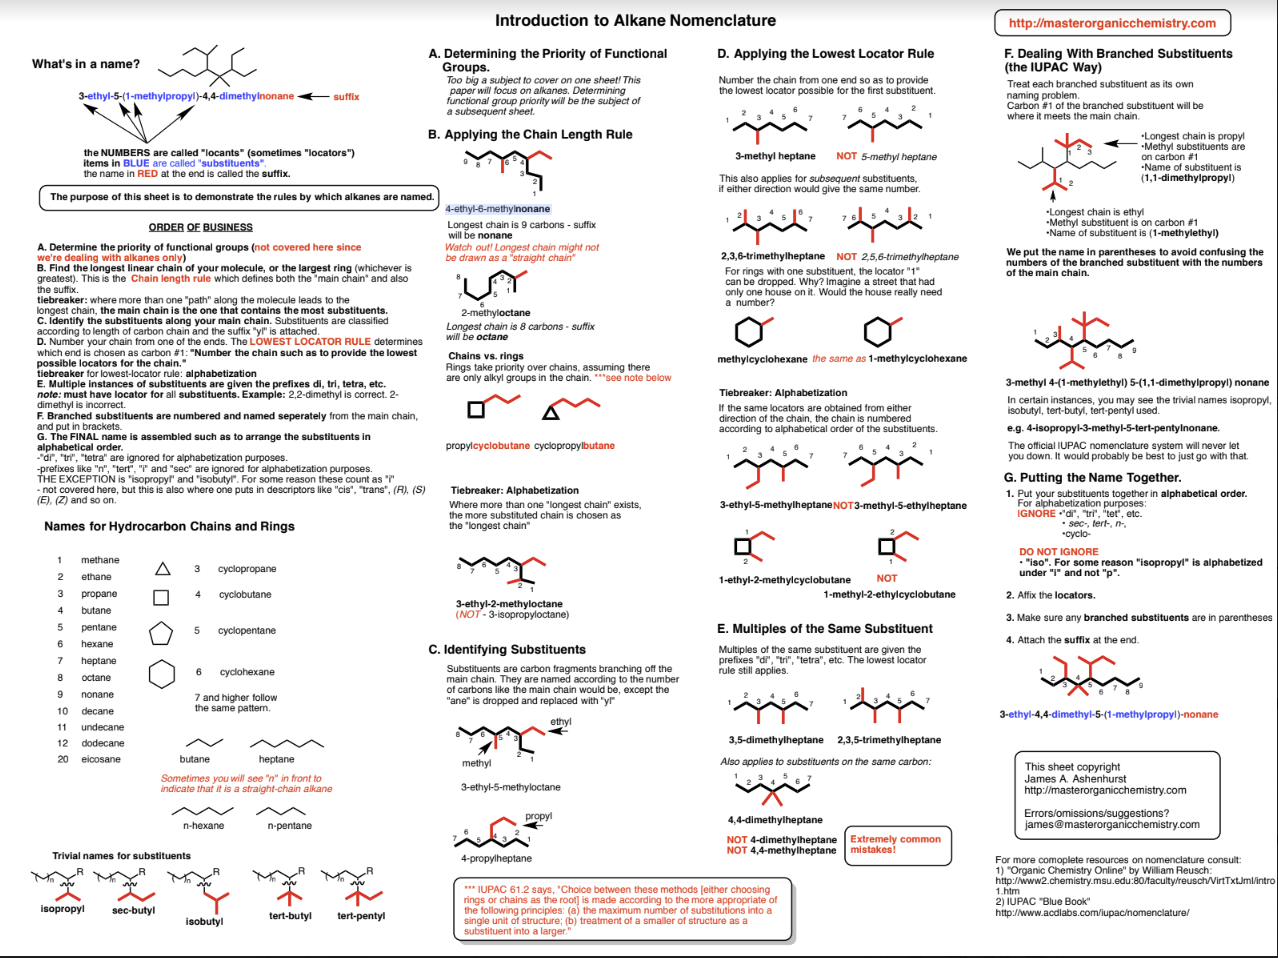 Introduction to Alkane Nomenclature
http://masterorganicchemistry.com
What's in a name?
3-ethyl-5-(1-methylpropyl)-4,4-dimethylnonane
suffix
the NUMBERS are called "locants" (sometimes "locators")
items in BLUE are called "substituents".
the name in RED at the end is called the suffix.
The purpose of this sheet is to demonstrate the rules by which alkanes are named.
ORDER OF BUSINESS
A. Determine the priority of functional groups (not covered here since
we're dealing with alkanes only)
B. Find the longest linear chain of your molecule, or the largest ring (whichever is
greatest). This is the Chain length rule which defines both the "main chain" and also
the suffix.
tiebreaker: where more than one "path" along the molecule leads to the
longest chain, the main chain is the one that contains the most substituents.
C. Identify the substituents along your main chain. Substituents are classified
according to length of carbon chain and the suffix "yl" is attached.
D. Number your chain from one of the ends. The LOWEST LOCATOR RULE determines
which end is chosen as carbon #1: "Number the chain such as to provide the lowest
possible locators for the chain."
tiebreaker for lowest-locator rule: alphabetization
E. Multiple instances of substituents are given the prefixes di, tri, tetra, etc.
note: must have locator for all substituents. Example: 2,2-dimethyl is correct. 2-
dimethyl is incorrect.
F. Branched substituents are numbered and named seperately from the main chain,
and put in brackets.
G. The FINAL name is assembled such as to arrange the substituents in
alphabetical order.
-"di", "tri", "tetra" are ignored for alphabetization purposes.
-prefixes like "n", "tert", "i" and "sec" are ignored for alphabetization purposes.
THE EXCEPTION is "isopropyl" and "isobutyl". For some reason these count as "i"
- not covered here, but this is also where one puts in descriptors like "cis", "trans", (R), (S)
(E), (Z) and so on.
Names for Hydrocarbon Chains and Rings
1 methane
2 ethane
3 propane
4 butane
5 pentane
6 hexane
7 heptane
8 octane
9 nonane
10 decane
11 undecane
12 dodecane
20 eicosane
3 cyclopropane
4 cyclobutane
5 cyclopentane
6 cyclohexane
7 and higher follow
the same pattern.
butane heptane
Sometimes you will see "n" in front to
indicate that it is a straight-chain alkane
n-hexane n-pentane
Trivial names for substituents
( )n R ( )n R ( )n R ( )n R ( )n R
isopropyl sec-butyl isobutyl tert-butyl tert-pentyl
A. Determining the Priority of Functional
Groups.
Too big a subject to cover on one sheet! This
paper will focus on alkanes. Determining
functional group priority will be the subject of
a subsequent sheet.
B. Applying the Chain Length Rule
9 8 7 6 5 4 3 2 1
4-ethyl-6-methylnonane
Longest chain is 9 carbons - suffix
will be nonane
Watch out! Longest chain might not
be drawn as a "straight chain"
8 7 6 5 4 3 2 1
2-methyloctane
Longest chain is 8 carbons - suffix
will be octane
Chains vs. rings
Rings take priority over chains, assuming there
are only alkyl groups in the chain. ***see note below
propylcyclobutane cyclopropylbutane
Tiebreaker: Alphabetization
Where more than one "longest chain" exists,
the more substituted chain is chosen as
the "longest chain"
8 7 6 5 4 3 2 1
3-ethyl-2-methyloctane
(NOT - 3-isopropyloctane)
C. Identifying Substituents
Substituents are carbon fragments branching off the
main chain. They are named according to the number
of carbons like the main chain would be, except the
"ane" is dropped and replaced with "yl"
ethyl
8 7 6 5 4 3 2 1
methyl
3-ethyl-5-methyloctane
propyl
7 6 5 4 3 2 1
4-propylheptane
*** IUPAC 61.2 says, "Choice between these methods [either choosing
rings or chains as the root] is made according to the more appropriate of
the following principles: (a) the maximum number of substitutions into a
single unit of structure; (b) treatment of a smaller of structure as a
substituent into a larger."
D. Applying the Lowest Locator Rule
Number the chain from one end so as to provide
the lowest locator possible for the first substituent.
1 2 3 4 5 6 7
7 6 5 4 3 2 1
3-methyl heptane NOT 5-methyl heptane
This also applies for subsequent substituents,
if either direction would give the same number.
1 2 3 4 5 6 7
7 6 5 4 3 2 1
2,3,6-trimethylheptane NOT 2,5,6-trimethylheptane
For rings with one substituent, the locator "1"
can be dropped. Why? Imagine a street that had
only one house on it. Would the house really need
a number?
methylcyclohexane the same as 1-methylcyclohexane
Tiebreaker: Alphabetization
If the same locators are obtained from either
direction of the chain, the chain is numbered
according to alphabetical order of the substituents.
1 2 3 4 5 6 7
7 6 5 4 3 2 1
3-ethyl-5-methylheptane NOT 3-methyl-5-ethylheptane
1 2
2 1
1-ethyl-2-methylcyclobutane NOT
1-methyl-2-ethylcyclobutane
E. Multiples of the Same Substituent
Multiples of the same substituent are given the
prefixes "di", "tri", "tetra", etc. The lowest locator
rule still applies.
1 2 3 4 5 6 7
1 2 3 4 5 6 7
3,5-dimethylheptane 2,3,5-trimethylheptane
Also applies to substituents on the same carbon:
1 2 3 4 5 6 7
4,4-dimethylheptane
NOT 4-dimethylheptane
NOT 4,4-methylheptane
Extremely common
mistakes!
F. Dealing With Branched Substituents
(the IUPAC Way)
Treat each branched substituent as its own
naming problem.
Carbon #1 of the branched substituent will be
where it meets the main chain.
1 2 3
1 2
•Longest chain is propyl
•Methyl substituents are
on carbon #1
•Name of substituent is
(1,1-dimethylpropyl)
•Longest chain is ethyl
•Methyl substituent is on carbon #1
•Name of substituent is (1-methylethyl)
We put the name in parentheses to avoid confusing the
numbers of the branched substituent with the numbers
of the main chain.
1 2 3 4 5 6 7 8 9
3-methyl 4-(1-methylethyl) 5-(1,1-dimethylpropyl) nonane
In certain instances, you may see the trivial names isopropyl,
isobutyl, tert-butyl, tert-pentyl used.
e.g. 4-isopropyl-3-methyl-5-tert-pentylnonane.
The official IUPAC nomenclature system will never let
you down. It would probably be best to just go with that.
G. Putting the Name Together.
1. Put your substituents together in alphabetical order.
For alphabetization purposes:
IGNORE •"di", "tri", "tet", etc.
• sec-, tert-, n-,
•cyclo-
DO NOT IGNORE
• "iso". For some reason "isopropyl" is alphabetized
under "i" and not "p".
2. Affix the locators.
3. Make sure any branched substituents are in parentheses
4. Attach the suffix at the end.
1 2 3 4 5 6 7 8 9
3-ethyl-4,4-dimethyl-5-(1-methylpropyl)-nonane
This sheet copyright
James A. Ashenhurst
http://masterorganicchemistry.com
Errors/omissions/suggestions?
james@masterorganicchemistry.com
For more comoplete resources on nomenclature consult:
1) "Organic Chemistry Online" by William Reusch:
http://www2.chemistry.msu.edu:80/faculty/reusch/VirtTxtJml/intro
1.htm
2) IUPAC "Blue Book"
http://www.acdlabs.com/iupac/nomenclature/